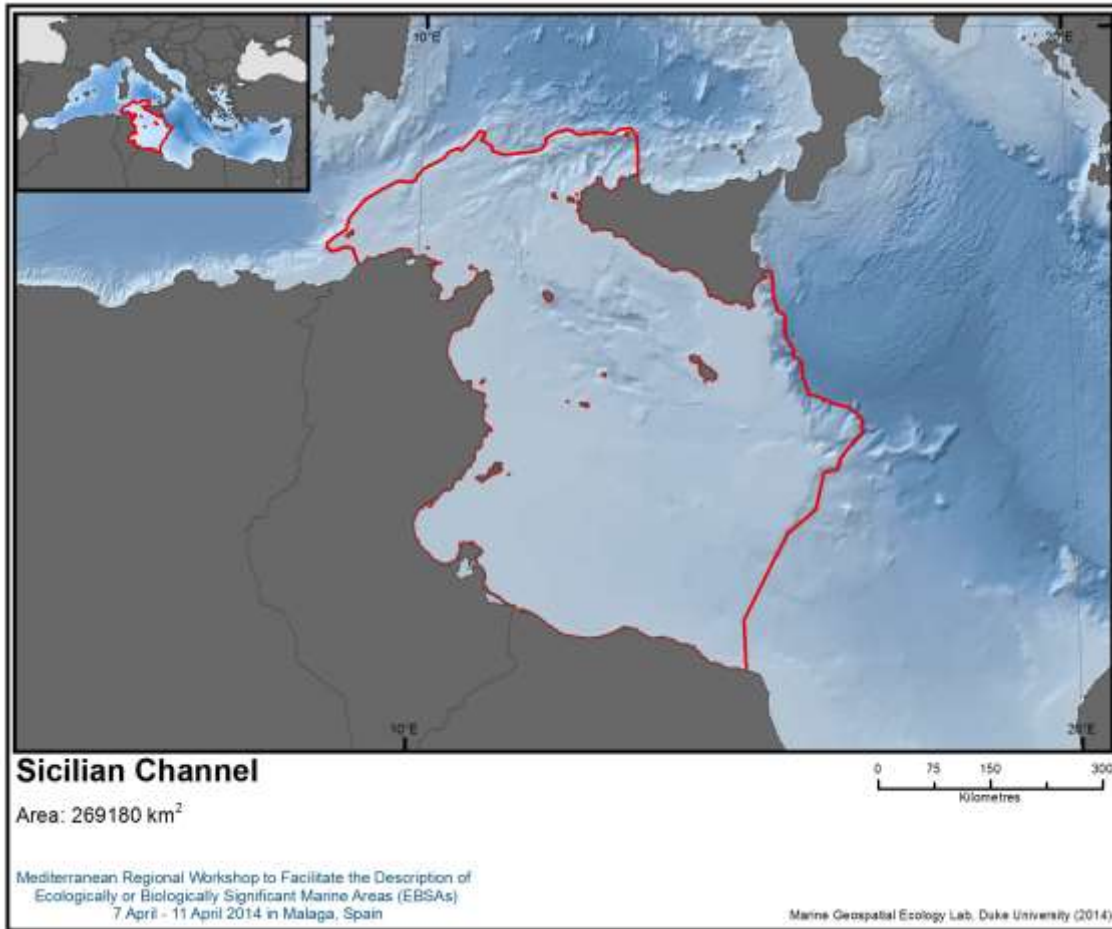 10°E
20°E
10°E
20°E
Sicilian Channel
Area: 269180 km²
0 75 150 300
Kilometres
Mediterranean Regional Workshop to Facilitate the Description of
Ecologically or Biologically Significant Marine Areas (EBSAs)
7 April - 11 April 2014 in Malaga, Spain
Marine Geospatial Ecology Lab, Duke University (2014)